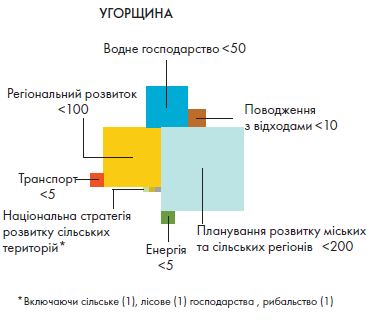 УГОРЩИНА
Водне господарство <50
Регіональний розвиток
<100
Поводження
з відходами <10
Транспорт
<5
Національна стратегія
розвитку сільських
територій*
Енергія
<5
Планування розвитку міських
та сільських регіонів <200
*Включаючи сільське (1), лісове (1) господарства , рибальство (1)